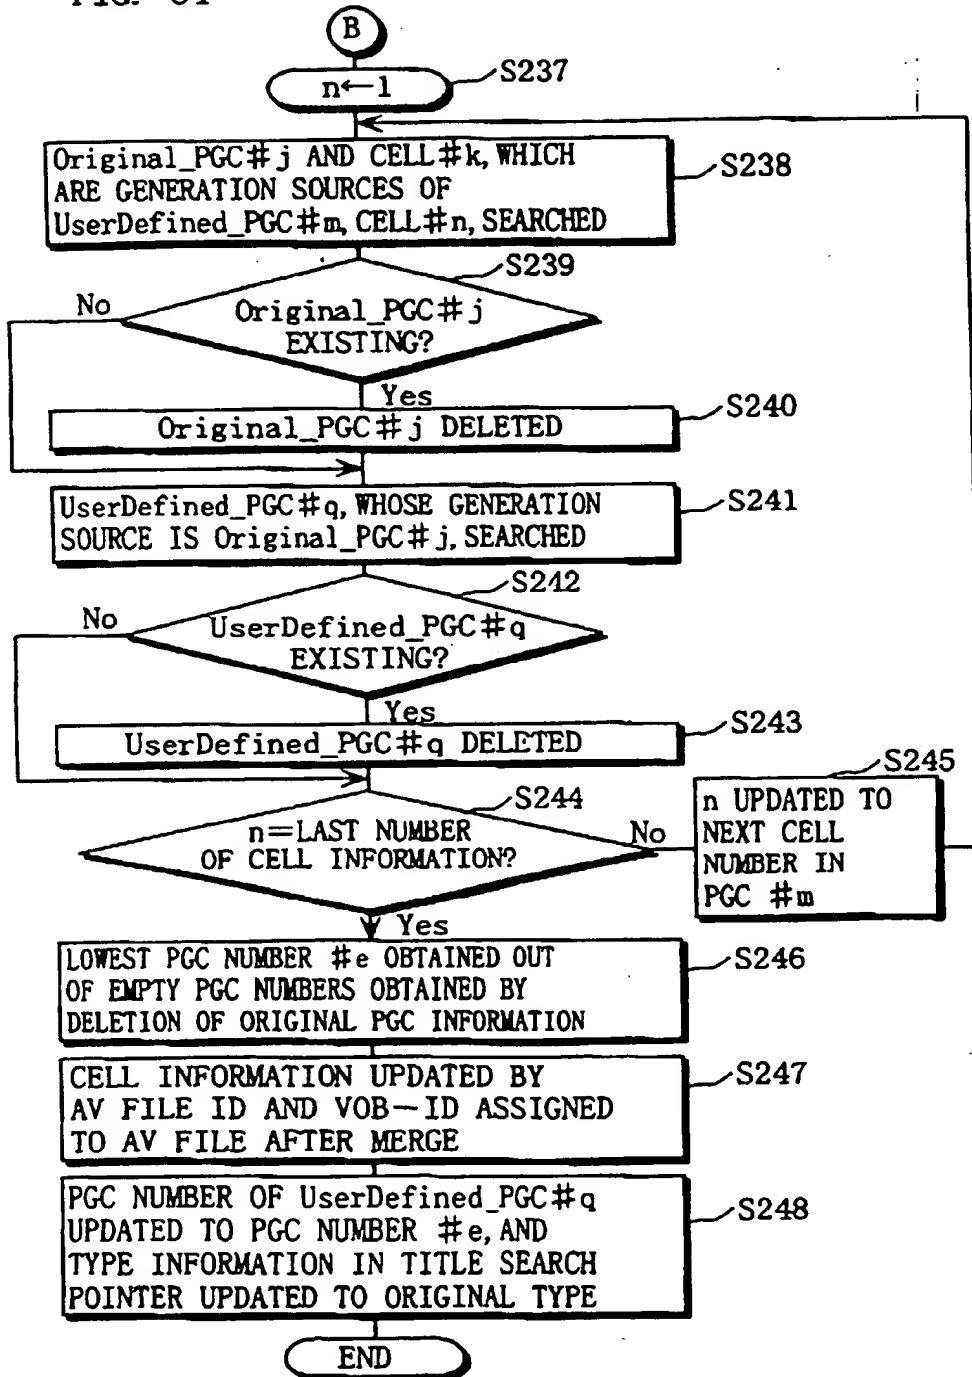 B
n←1
S237
Original_PGC#j AND CELL#k, WHICH
ARE GENERATION SOURCES OF
UserDefined_PGC#m, CELL#n, SEARCHED
S238
S239
No
Original_PGC#j
EXISTING?
Yes
S240
Original_PGC#j DELETED
UserDefined_PGC#q, WHOSE GENERATION
SOURCE IS Original_PGC#j, SEARCHED
S241
S242
No
UserDefined_PGC#q
EXISTING?
Yes
S243
UserDefined_PGC#q DELETED
S244
n=LAST NUMBER
OF CELL INFORMATION?
No
S245
n UPDATED TO
NEXT CELL
NUMBER IN
PGC #m
Yes
LOWEST PGC NUMBER #e OBTAINED OUT
OF EMPTY PGC NUMBERS OBTAINED BY
DELETION OF ORIGINAL PGC INFORMATION
S246
CELL INFORMATION UPDATED BY
AV FILE ID AND VOB-ID ASSIGNED
TO AV FILE AFTER MERGE
S247
PGC NUMBER OF UserDefined_PGC#q
UPDATED TO PGC NUMBER #e, AND
TYPE INFORMATION IN TITLE SEARCH
POINTER UPDATED TO ORIGINAL TYPE
S248
END